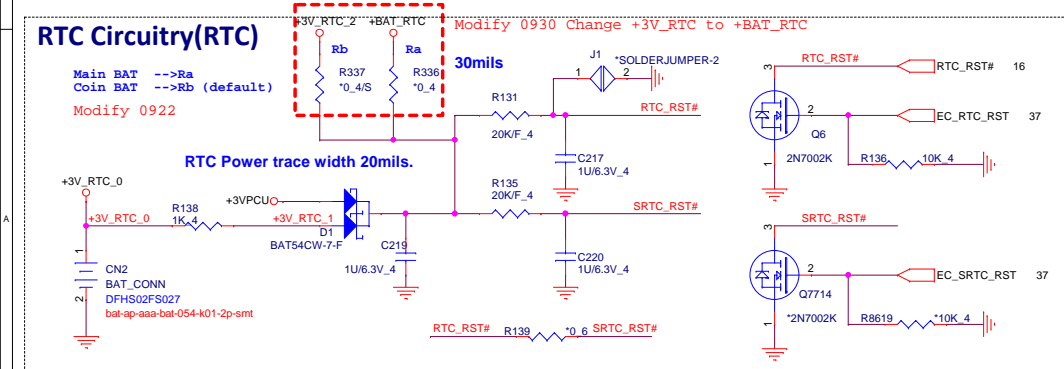 RTC Circuitry(RTC)
+3V_RTC_2 +BAT_RTC
Modify 0930 Change +3V_RTC to +BAT_RTC
Rb Ra
Main BAT -->Ra
Coin BAT -->Rb (default)
Modify 0922
R337
*0_4/S
R336
*0_4
30mils
J1
*SOLDERJUMPER-2
1 2
R131
20K/F_4
RTC_RST#
C217
1U/6.3V_4
RTC Power trace width 20mils.
+3V_RTC_0
+3VPCU
+3V_RTC_0
R138
1K_4
+3V_RTC_1
D1
BAT54CW-7-F
R135
20K/F_4
SRTC_RST#
C219
1U/6.3V_4
C220
1U/6.3V_4
1
CN2
BAT_CONN
2
DFHS02FS027
bat-ap-aaa-bat-054-k01-2p-smt
RTC_RST# R139 *0_6 SRTC_RST#
RTC_RST#
RTC_RST# 16
3
2
EC_RTC_RST 37
Q6
2N7002K
1
R136 10K_4
SRTC_RST#
3
2
EC_SRTC_RST 37
Q7714
*2N7002K
1
R8619 *10K_4
A